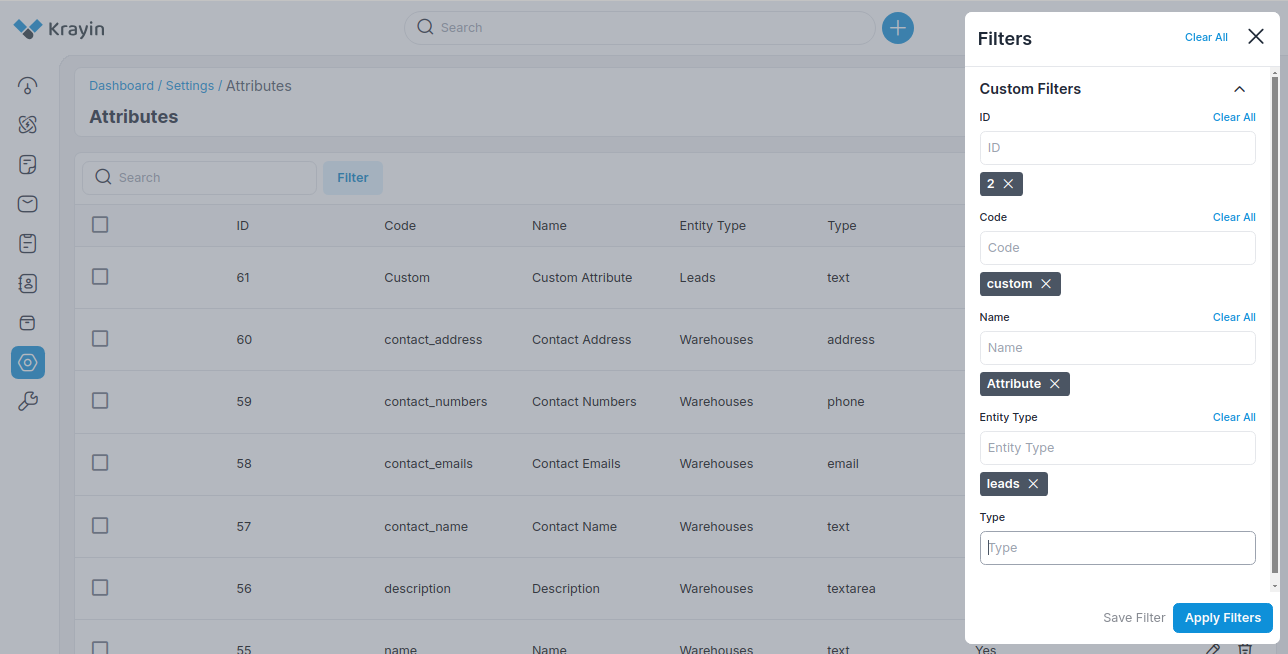 Krayin
Search
Dashboard / Settings / Attributes
Attributes
Search
Filter
ID Code Name Entity Type Type
61 Custom Custom Attribute Leads text
60 contact_address Contact Address Warehouses address
59 contact_numbers Contact Numbers Warehouses phone
58 contact_emails Contact Emails Warehouses email
57 contact_name Contact Name Warehouses text
56 description Description Warehouses textarea
55 name Name Warehouses text Yes
Filters Clear All
Custom Filters
ID Clear All
ID
2
Code Clear All
Code
custom
Name Clear All
Name
Attribute
Entity Type Clear All
Entity Type
leads
Type
Type
Save Filter Apply Filters